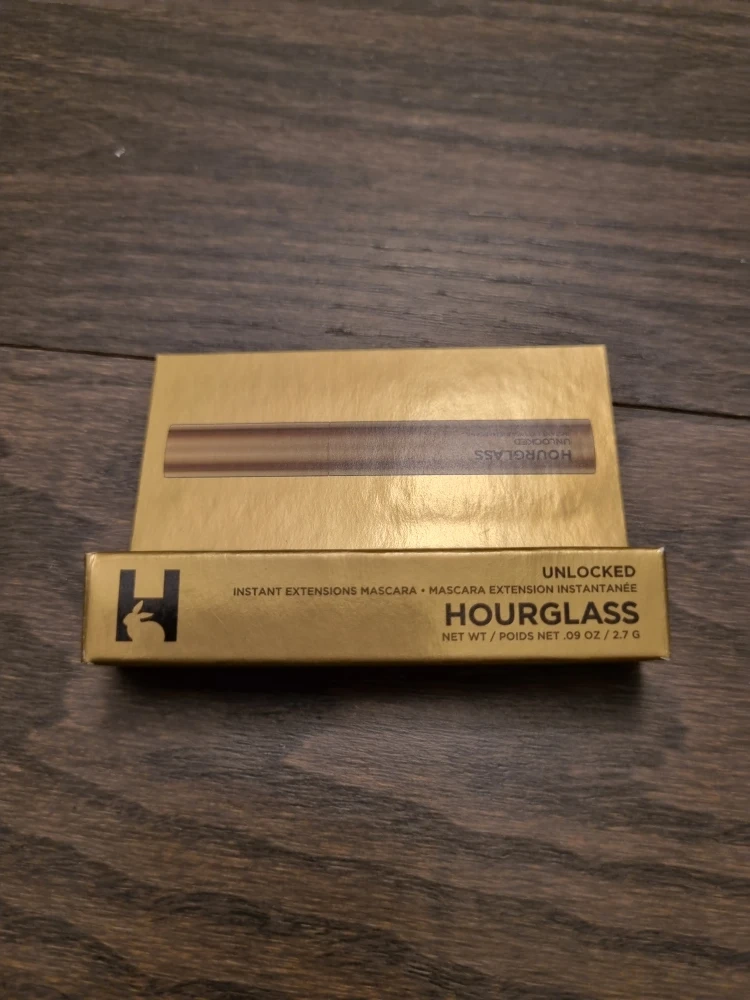 UNLOCKED
HOURGLASS
H
UNLOCKED
INSTANT EXTENSIONS MASCARA • MASCARA EXTENSION INSTANTANÉE
HOURGLASS
NET WT / POIDS NET .09 OZ / 2.7 G